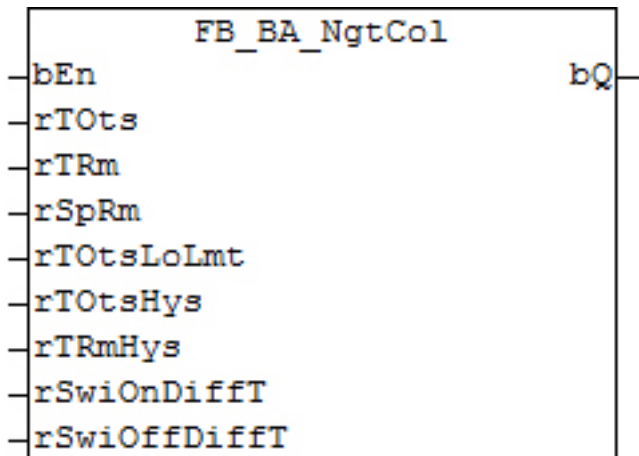 FB_BA_NgtCol
bEn bQ
rTOts
rTRm
rSpRm
rTOtsLoLmt
rTOtsHys
rTRmHys
rSwiOnDiffT
rSwiOffDiffT